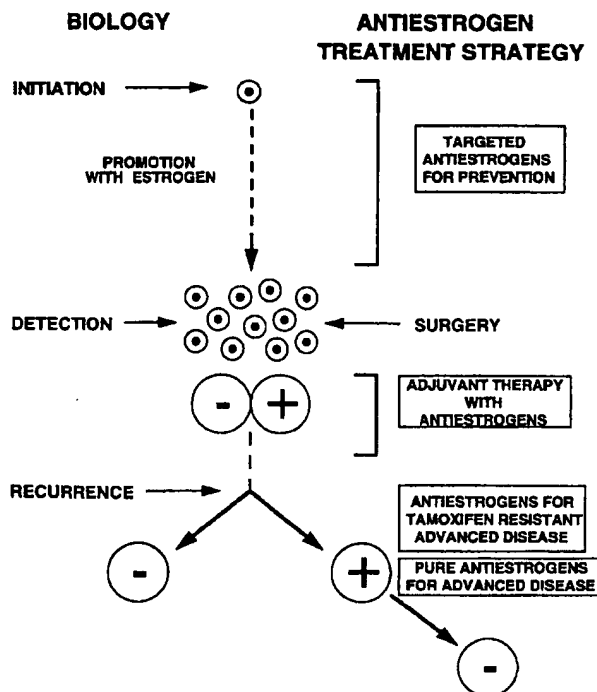 BIOLOGY
ANTIESTROGEN
TREATMENT STRATEGY
INITIATION
PROMOTION
WITH ESTROGEN
TARGETED
ANTIESTROGENS
FOR PREVENTION
DETECTION
SURGERY
- +
ADJUVANT THERAPY
WITH
ANTIESTROGENS
RECURRENCE
ANTIESTROGENS FOR
TAMOXIFEN RESISTANT
ADVANCED DISEASE
- +
PURE ANTIESTROGENS
FOR ADVANCED DISEASE
-